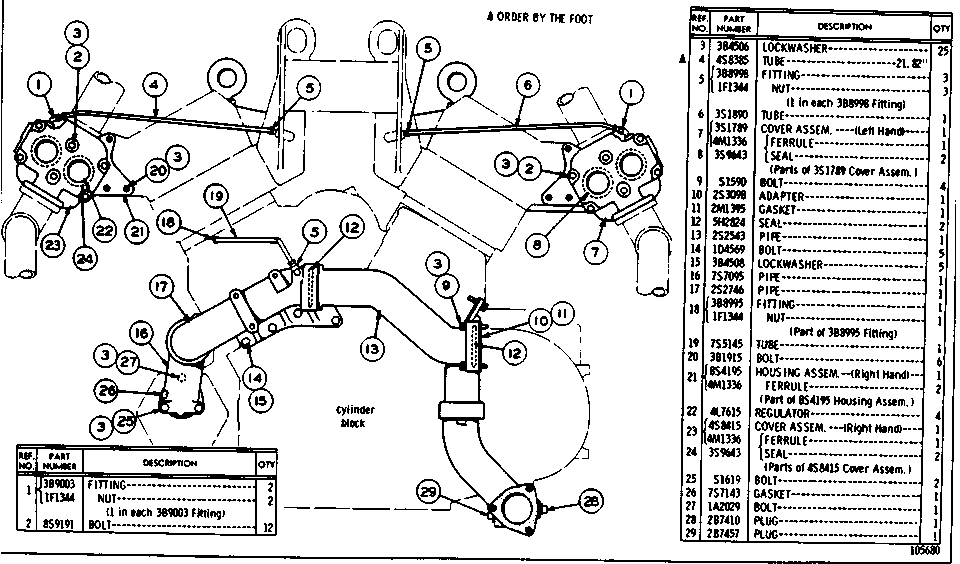 ∆ ORDER BY THE FOOT
3
2
1
4
5
5
6
1
3
20
3
2
19
18
5
12
23
24
22
21
8
7
17
3
9
10
11
16
3
27
13
12
26
14
15
3
25
Cylinder
block
29
28
REF. NO. PART NUMBER DESCRIPTION QTY
1 3B9003 FITTING 2
1F1344 NUT 2
(1 in each 3B9003 Fitting)
2 8S9191 BOLT 12
REF. NO. PART NUMBER DESCRIPTION QTY
3 3B4506 LOCKWASHER 25
∆ 4 4S8385 TUBE 21.82"
5 3B8998 FITTING 3
1F1344 NUT 3
(1 in each 3B8998 Fitting)
6 3S1890 TUBE 1
7 3S1789 COVER ASSEM. ----(Left Hand) 1
4M1336 FERRULE 1
8 3S9643 SEAL 2
(Parts of 3S1789 Cover Assem.)
9 S1590 BOLT 4
10 2S3098 ADAPTER 1
11 2M1395 GASKET 1
12 5H2824 SEAL 2
13 2S2543 PIPE 1
14 1D4569 BOLT 5
15 3B4508 LOCKWASHER 5
16 7S7095 PIPE 1
17 2S2746 PIPE 1
18 3B8995 FITTING 1
1F1344 NUT 1
(Part of 3B8995 Fitting)
19 7S5145 TUBE 1
20 3B1915 BOLT 6
21 8S4195 HOUSING ASSEM. --(Right Hand) 1
4M1336 FERRULE 2
(Part of 8S4195 Housing Assem.)
22 4L7615 REGULATOR 4
23 4S8415 COVER ASSEM. ---(Right Hand) 1
4M1336 FERRULE 1
24 3S9643 SEAL 2
(Parts of 4S8415 Cover Assem.)
25 S1619 BOLT 2
26 7S7143 GASKET 1
27 1A2029 BOLT 1
28 2B7410 PLUG 1
29 2B7457 PLUG 1
105680